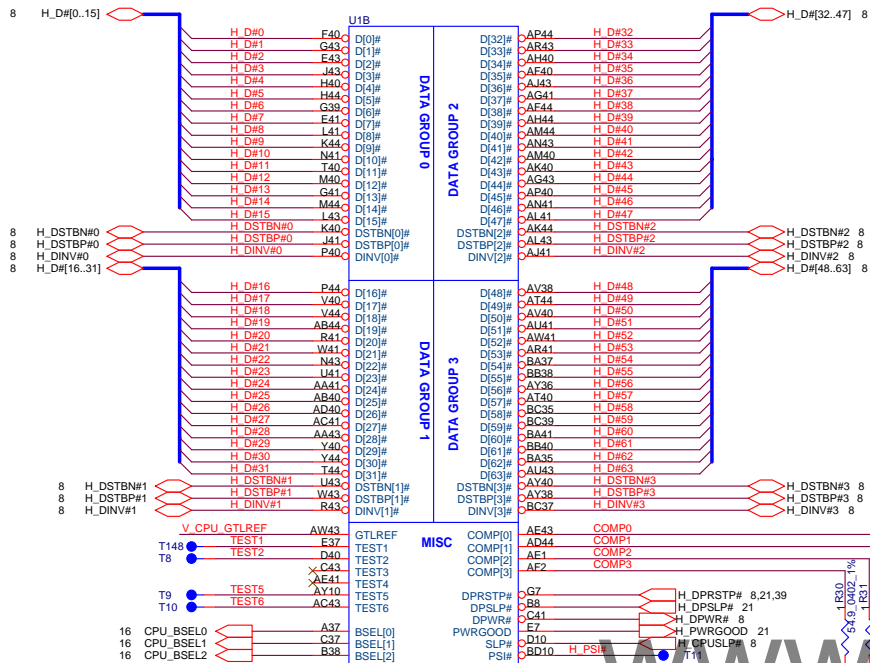 U1B
8 H_D#[0..15] H_D#[32..47] 8
H_D#0 F40 D[0]# D[32]# AP44 H_D#32
H_D#1 G43 D[1]# D[33]# AR43 H_D#33
H_D#2 E43 D[2]# D[34]# AH40 H_D#34
H_D#3 J43 D[3]# D[35]# AF40 H_D#35
H_D#4 H40 D[4]# D[36]# AJ43 H_D#36
H_D#5 H44 D[5]# D[37]# AG41 H_D#37
H_D#6 G39 D[6]# D[38]# AF44 H_D#38
H_D#7 E41 D[7]# D[39]# AH44 H_D#39
H_D#8 L41 D[8]# D[40]# AM44 H_D#40
H_D#9 K44 D[9]# D[41]# AN43 H_D#41
H_D#10 N41 D[10]# D[42]# AM40 H_D#42
H_D#11 T40 D[11]# D[43]# AK40 H_D#43
H_D#12 M40 D[12]# D[44]# AG43 H_D#44
H_D#13 G41 D[13]# D[45]# AP40 H_D#45
H_D#14 M44 D[14]# D[46]# AN41 H_D#46
H_D#15 L43 D[15]# D[47]# AL41 H_D#47
8 H_DSTBN#0 H_DSTBN#0 K40 DSTBN[0]# DSTBN[2]# AK44 H_DSTBN#2 H_DSTBN#2 8
8 H_DSTBP#0 H_DSTBP#0 J41 DSTBP[0]# DSTBP[2]# AL43 H_DSTBP#2 H_DSTBP#2 8
8 H_DINV#0 H_DINV#0 P40 DINV[0]# DINV[2]# AJ41 H_DINV#2 H_DINV#2 8
DATA GROUP 0
DATA GROUP 2
8 H_D#[16..31] H_D#[48..63] 8
H_D#16 P44 D[16]# D[48]# AV38 H_D#48
H_D#17 V40 D[17]# D[49]# AT44 H_D#49
H_D#18 V44 D[18]# D[50]# AV40 H_D#50
H_D#19 AB44 D[19]# D[51]# AU41 H_D#51
H_D#20 R41 D[20]# D[52]# AW41 H_D#52
H_D#21 W41 D[21]# D[53]# AR41 H_D#53
H_D#22 N43 D[22]# D[54]# BA37 H_D#54
H_D#23 U41 D[23]# D[55]# BB38 H_D#55
H_D#24 AA41 D[24]# D[56]# AY36 H_D#56
H_D#25 AB40 D[25]# D[57]# AT40 H_D#57
H_D#26 AD40 D[26]# D[58]# BC35 H_D#58
H_D#27 AC41 D[27]# D[59]# BC39 H_D#59
H_D#28 AA43 D[28]# D[60]# BA41 H_D#60
H_D#29 Y40 D[29]# D[61]# BB40 H_D#61
H_D#30 Y44 D[30]# D[62]# BA35 H_D#62
H_D#31 T44 D[31]# D[63]# AU43 H_D#63
8 H_DSTBN#1 H_DSTBN#1 U43 DSTBN[1]# DSTBN[3]# AY40 H_DSTBN#3 H_DSTBN#3 8
8 H_DSTBP#1 H_DSTBP#1 W43 DSTBP[1]# DSTBP[3]# AY38 H_DSTBP#3 H_DSTBP#3 8
8 H_DINV#1 H_DINV#1 R43 DINV[1]# DINV[3]# BC37 H_DINV#3 H_DINV#3 8
DATA GROUP 1
DATA GROUP 3
MISC
V_CPU_GTLREF AW43 GTLREF COMP[0] AE43 COMP0
T148 TEST1 E37 TEST1 COMP[1] AD44 COMP1
T8 TEST2 D40 TEST2 COMP[2] AE1 COMP2
C43 TEST3 COMP[3] AF2 COMP3
AE41 TEST4
T9 TEST5 AY10 TEST5 DPRSTP# G7 H_DPRSTP# 8,21,39
T10 TEST6 AC43 TEST6 DPSLP# B8 H_DPSLP# 21
DPWR# C41 H_DPWR# 8
16 CPU_BSEL0 A37 BSEL[0] PWRGOOD E7 H_PWRGOOD 21
16 CPU_BSEL1 C37 BSEL[1] SLP# D10 H_CPUSLP# 8
16 CPU_BSEL2 B38 BSEL[2] PSI# BD10 H_PSI# T11
1 R30 54.9_0402_1%
1 R31
www